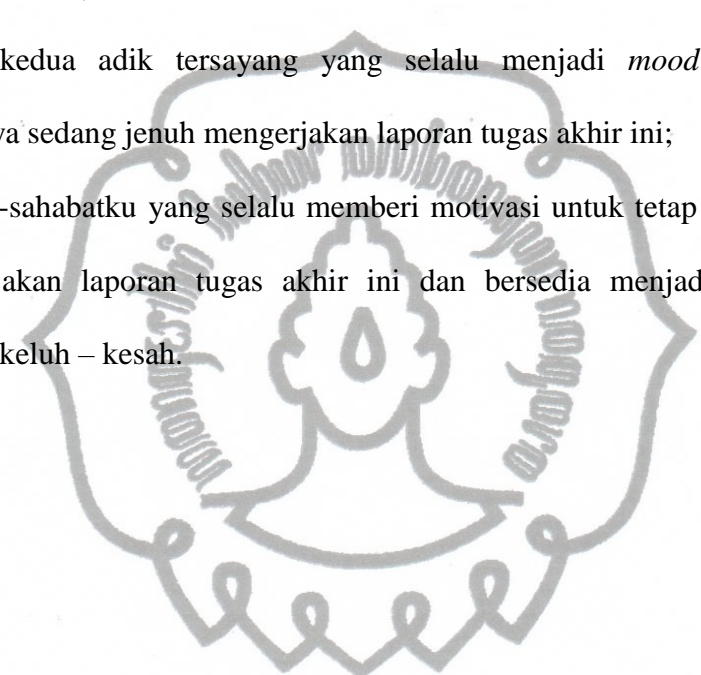 kedua adik tersayang yang selalu menjadi mood
ya sedang jenuh mengerjakan laporan tugas akhir ini;
-sahabatku yang selalu memberi motivasi untuk tetap
akan laporan tugas akhir ini dan bersedia menjad
keluh – kesah.